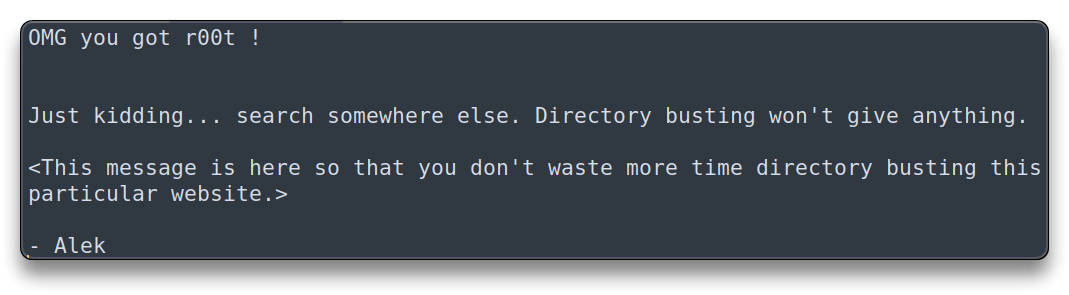 OMG you got r00t !
Just kidding... search somewhere else. Directory busting won't give anything.
<This message is here so that you don't waste more time directory busting this
particular website.>
- Alek